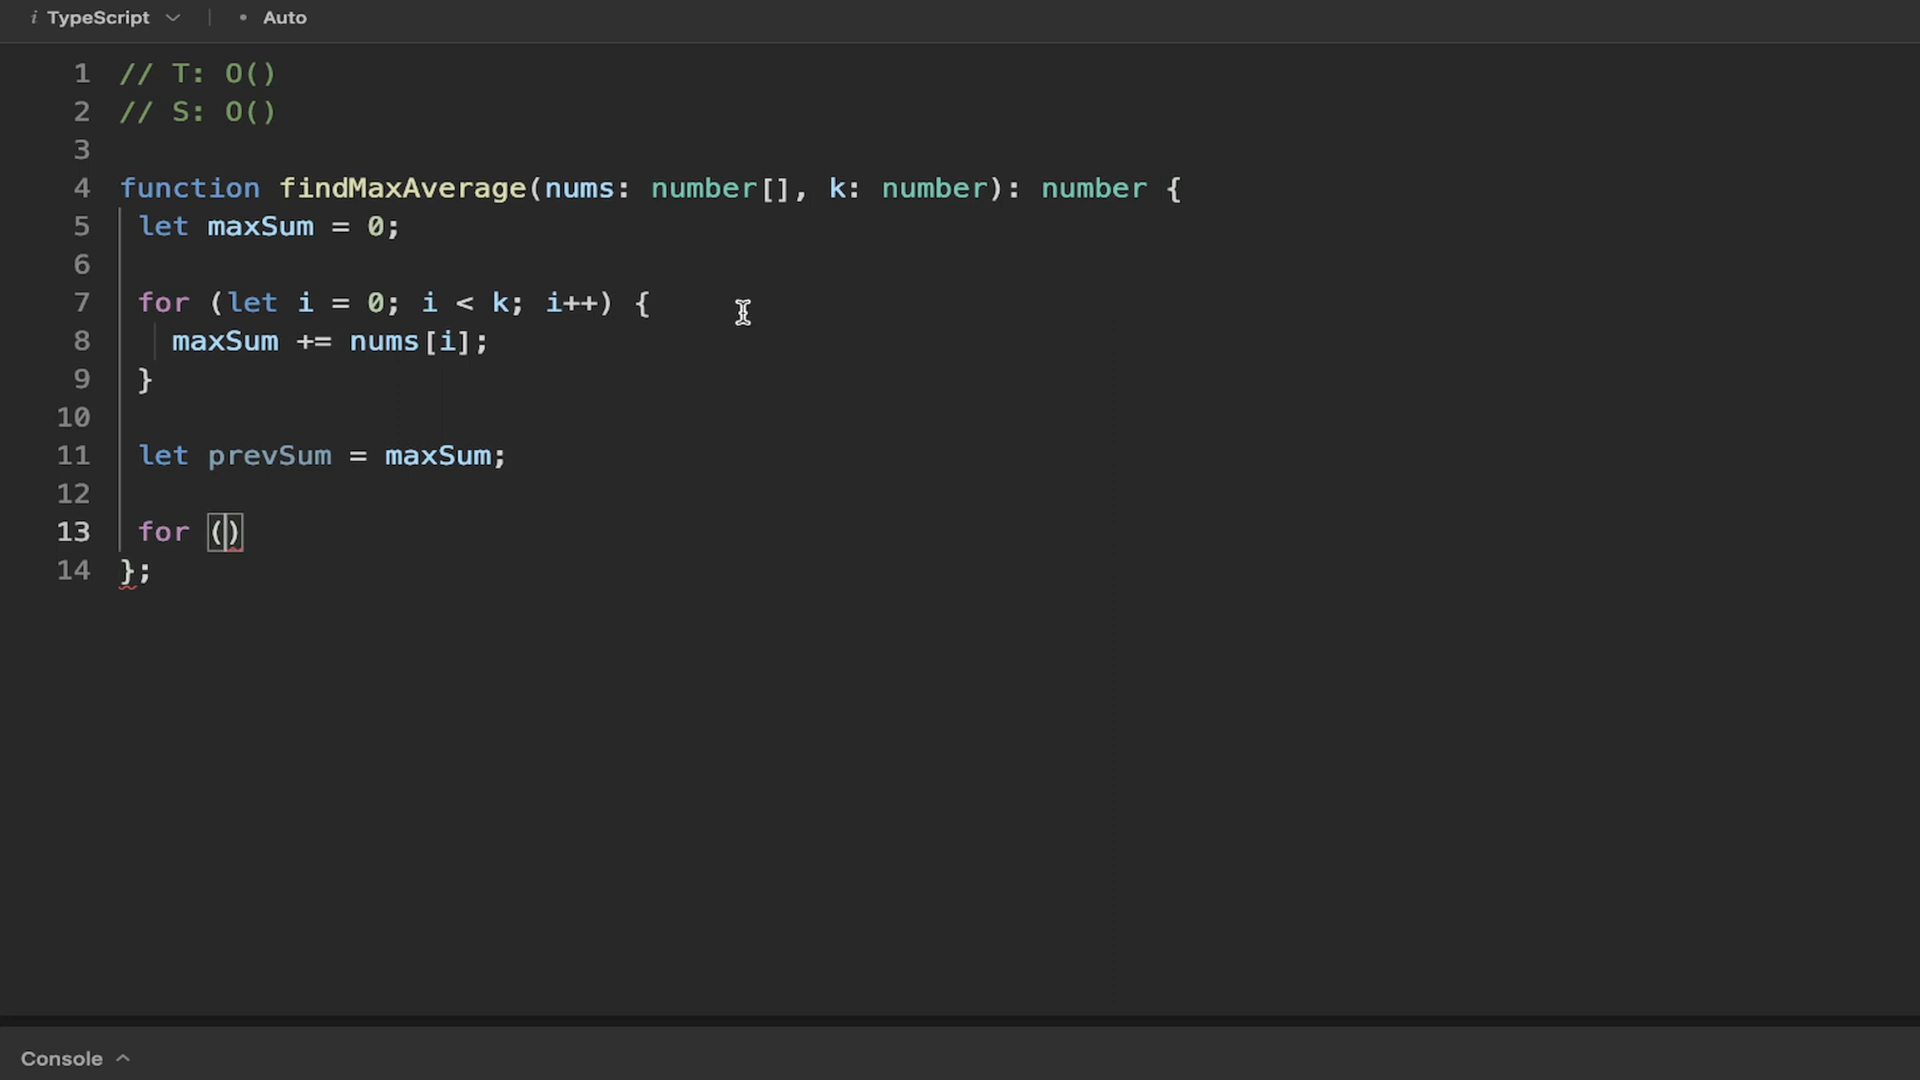 i TypeScript • Auto
1 // T: O()
2 // S: O()
3
4 function findMaxAverage(nums: number[], k: number): number {
5 let maxSum = 0;
6
7 for (let i = 0; i < k; i++) {
8 maxSum += nums[i];
9 }
10
11 let prevSum = maxSum;
12
13 for ()
14 };
Console